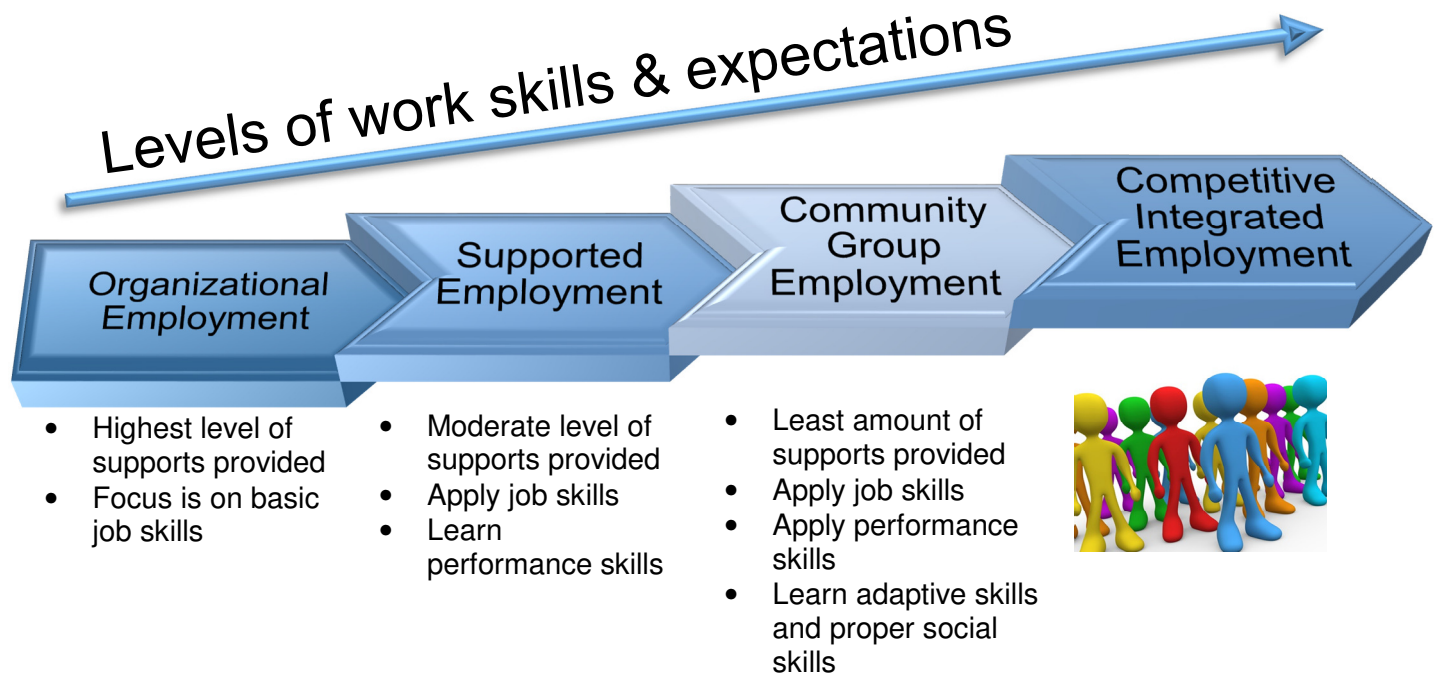 Levels of work skills & expectations
Organizational
Employment
• Highest level of
supports provided
• Focus is on basic
job skills
Supported
Employment
• Moderate level of
supports provided
• Apply job skills
• Learn
performance skills
Community
Group
Employment
• Least amount of
supports provided
• Apply job skills
• Apply performance
skills
• Learn adaptive skills
and proper social
skills
Competitive
Integrated
Employment